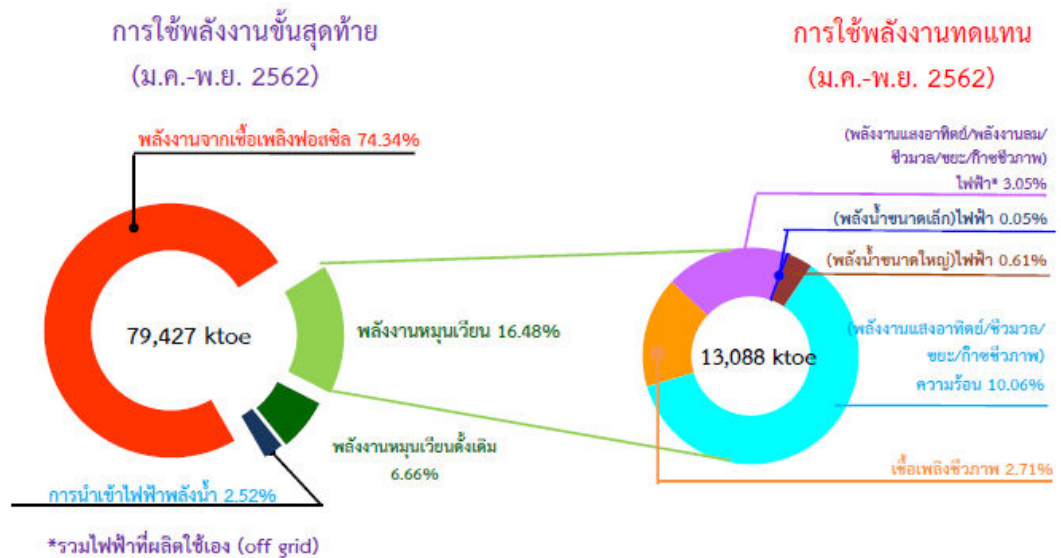 การใช้พลังงานขั้นสุดท้าย
(ม.ค.-พ.ย. 2562)
พลังงานจากเชื้อเพลิงฟอสซิล 74.34%
79,427 ktoe
พลังงานหมุนเวียน 16.48%
พลังงานหมุนเวียนดั้งเดิม
6.66%
การนำเข้าไฟฟ้าพลังน้ำ 2.52%
*รวมไฟฟ้าที่ผลิตใช้เอง (off grid)
การใช้พลังงานทดแทน
(ม.ค.-พ.ย. 2562)
(พลังงานแสงอาทิตย์/พลังงานลม/
ชีวมวล/ขยะ/ก๊าซชีวภาพ)
ไฟฟ้า* 3.05%
(พลังน้ำขนาดเล็ก)ไฟฟ้า 0.05%
(พลังน้ำขนาดใหญ่)ไฟฟ้า 0.61%
13,088 ktoe
(พลังงานแสงอาทิตย์/ชีวมวล/
ขยะ/ก๊าซชีวภาพ)
ความร้อน 10.06%
เชื้อเพลิงชีวภาพ 2.71%